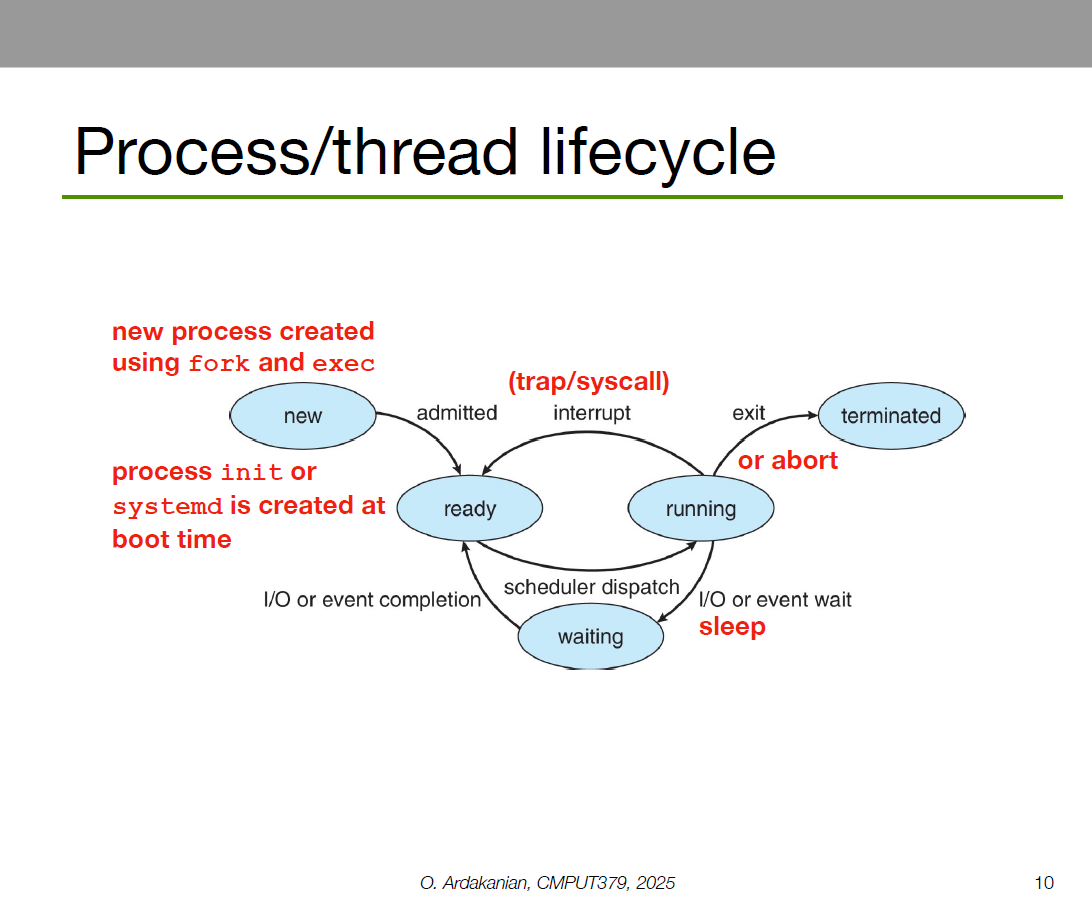 Process/thread lifecycle
new process created
using fork and exec
(trap/syscall)
new
admitted
interrupt
exit
terminated
or abort
process init or
systemd is created at
boot time
ready
running
scheduler dispatch
I/O or event completion
I/O or event wait
sleep
waiting
O. Ardakanian, CMPUT379, 2025
10